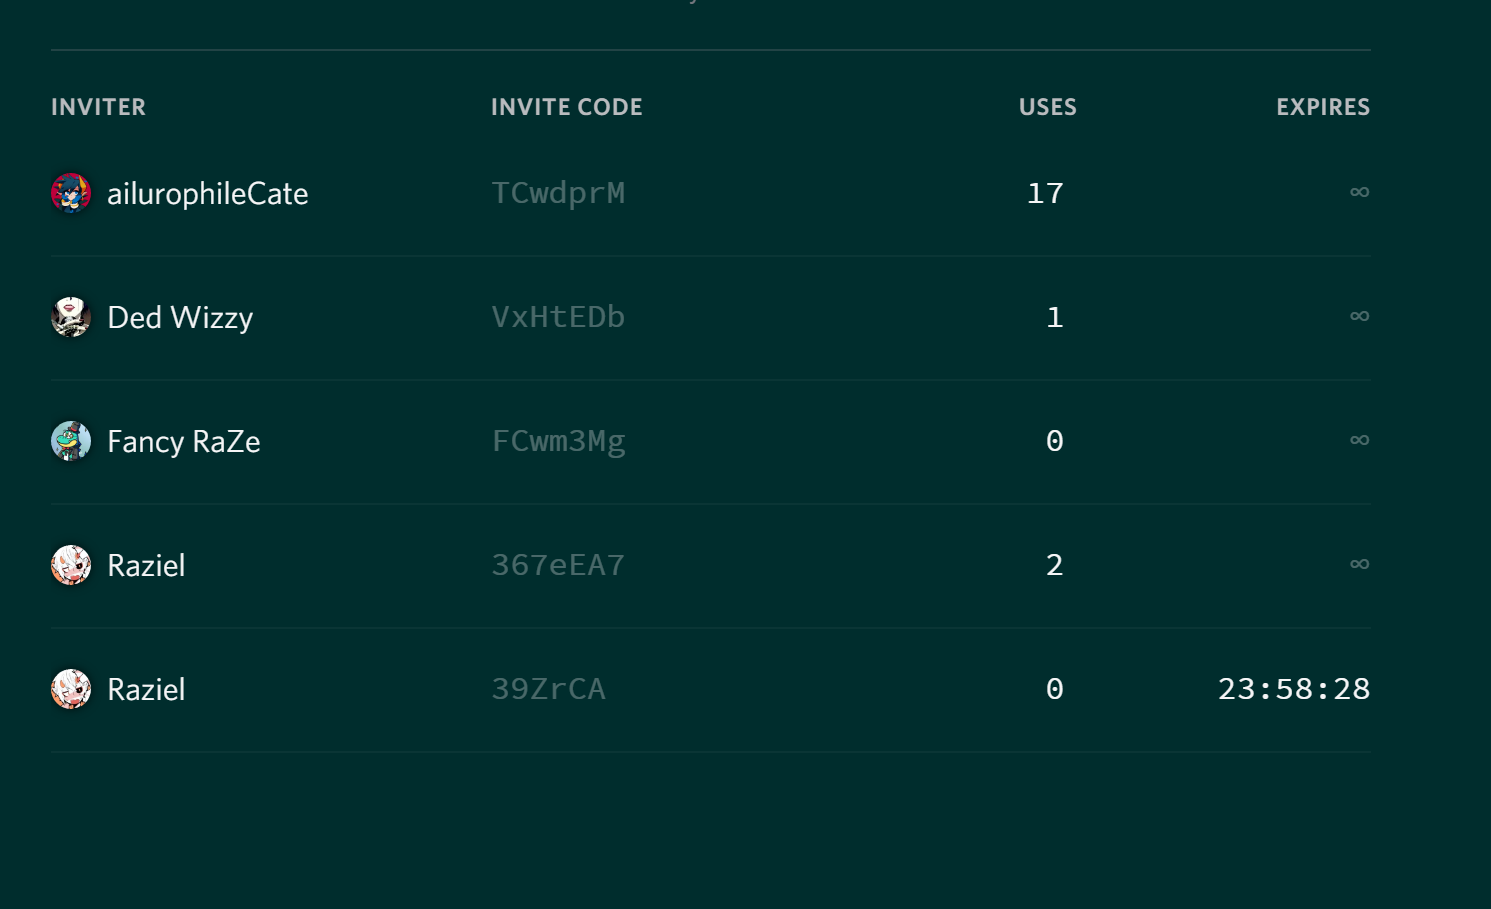 INVITER INVITE CODE USES EXPIRES
ailurophileCate TCwdprM 17 ∞
Ded Wizzy VxHtEDb 1 ∞
Fancy RaZe FCwm3Mg 0 ∞
Raziel 367eEA7 2 ∞
Raziel 39ZrCA 0 23:58:28